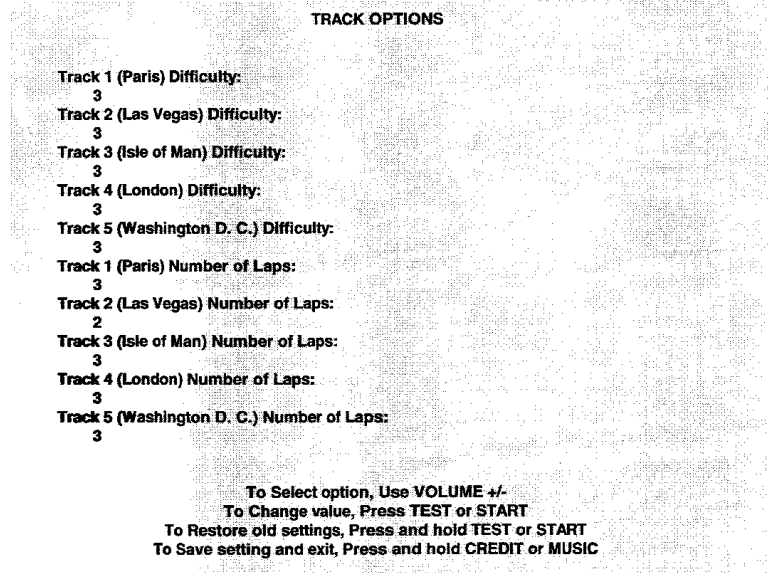 TRACK OPTIONS
Track 1 (Paris) Difficulty:
3
Track 2 (Las Vegas) Difficulty:
3
Track 3 (Isle of Man) Difficulty:
3
Track 4 (London) Difficulty:
3
Track 5 (Washington D. C.) Difficulty:
3
Track 1 (Paris) Number of Laps:
3
Track 2 (Las Vegas) Number of Laps:
2
Track 3 (Isle of Man) Number of Laps:
3
Track 4 (London) Number of Laps:
3
Track 5 (Washington D. C.) Number of Laps:
3
To Select option, Use VOLUME +/-
To Change value, Press TEST or START
To Restore old settings, Press and hold TEST or START
To Save setting and exit, Press and hold CREDIT or MUSIC